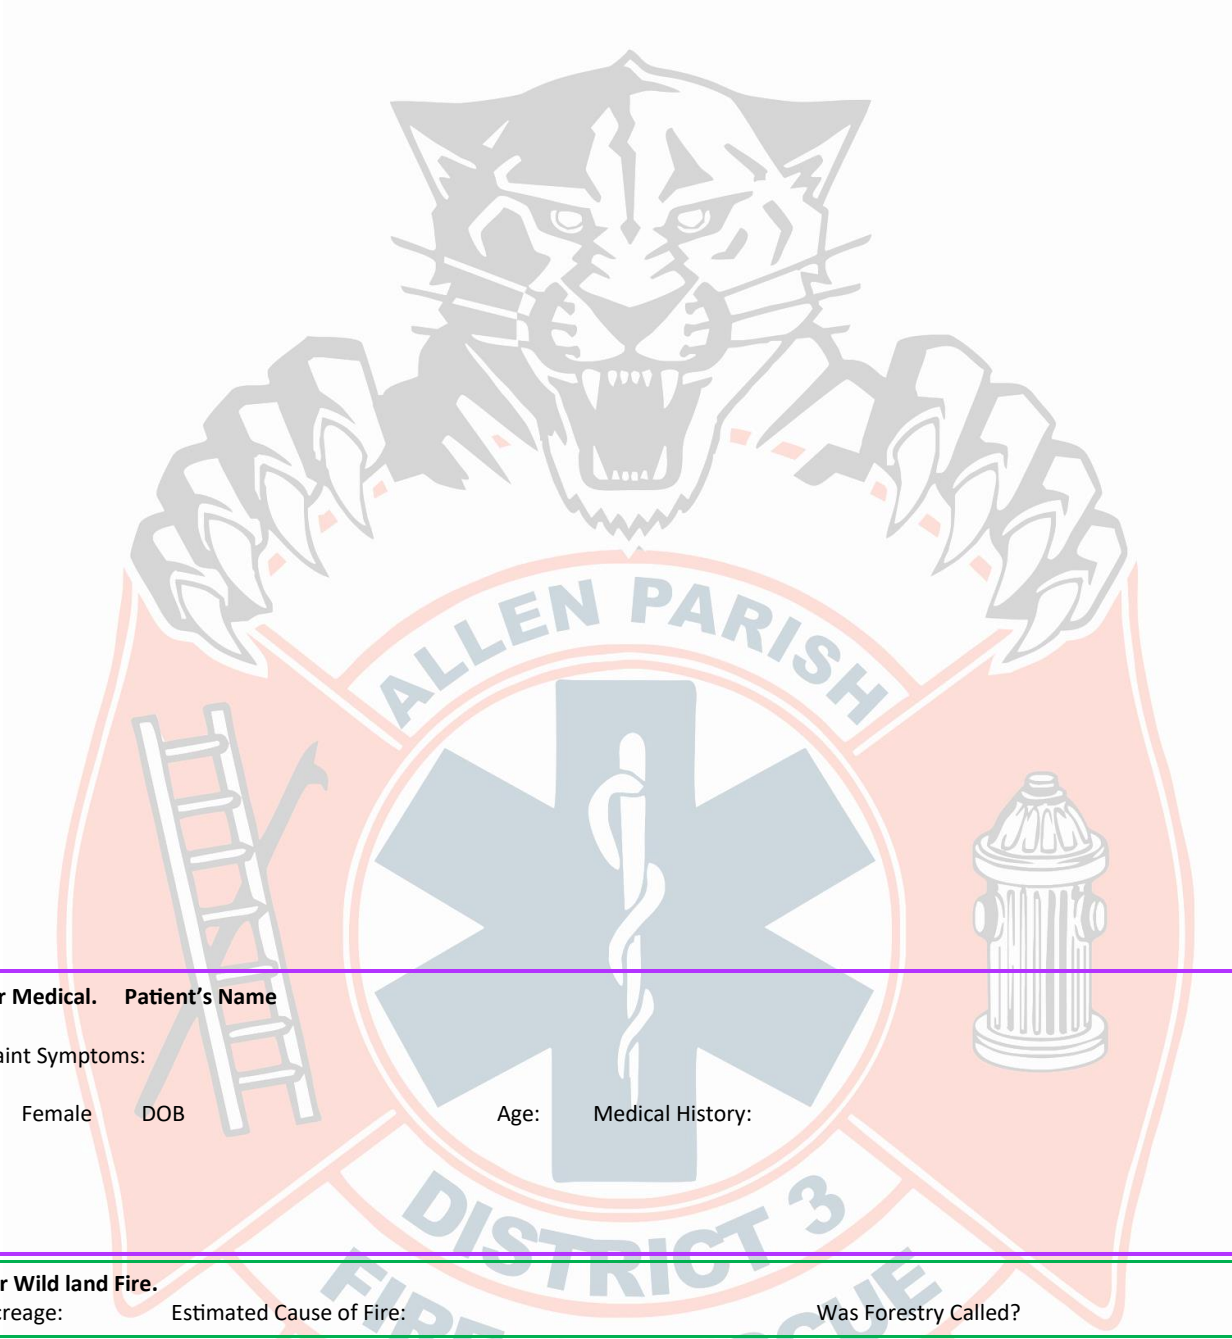 ALLEN PARISH
r Medical. Patient's Name
aint Symptoms:
Female DOB Age: Medical History:
DISTRICT 3
r Wild land Fire.
creage: Estimated Cause of Fire: Was Forestry Called?